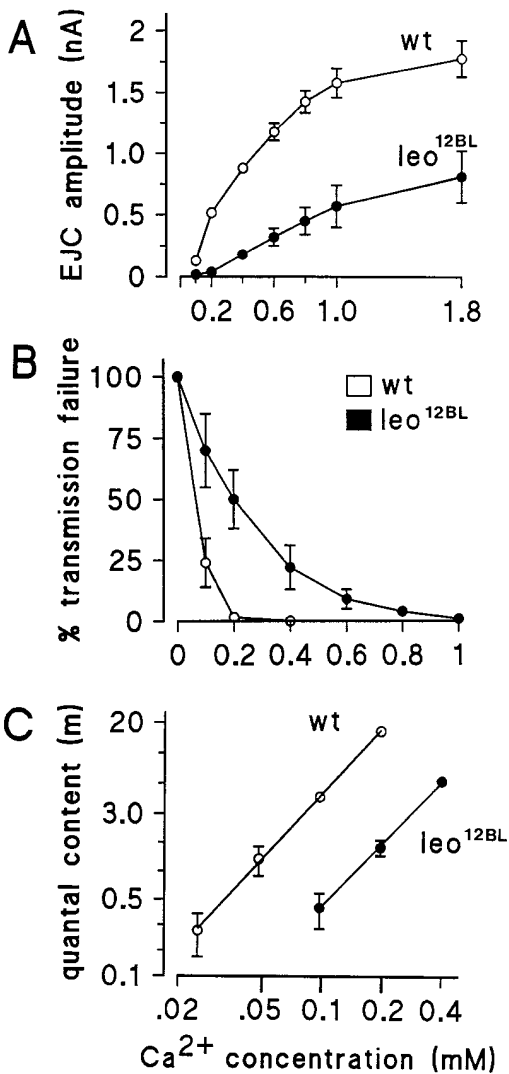 A
EJC amplitude (nA)
2
1.5
1.0
0.5
0
wt
leo12BL
0.2 0.6 1.0 1.8
B
% transmission failure
100
75
50
25
0
wt
leo12BL
0 0.2 0.4 0.6 0.8 1
C
quantal content (m)
20
3.0
0.5
0.1
wt
leo12BL
.02 .05 0.1 0.2 0.4
Ca2+ concentration (mM)